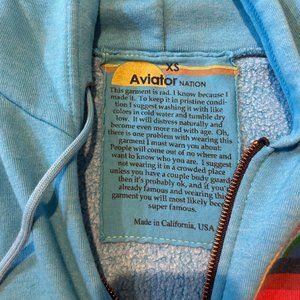 XS
Aviator NATION
This garment is rad. I know because I
made it. To keep it in pristine condit-
ion I suggest washing it with like
colors in cold water and tumble dry
low. It will distress naturally and
become even more rad with age. Oh,
there is one problem with wearing this
garment I must warn you about:
People will come out of no where and
want to know who you are. I suggest
not wearing it in a crowded place
unless you have a couple body guards
then it's probably ok, and if you're
already famous and wearing this
garment you will most likely become
super famous.
Made in California, USA